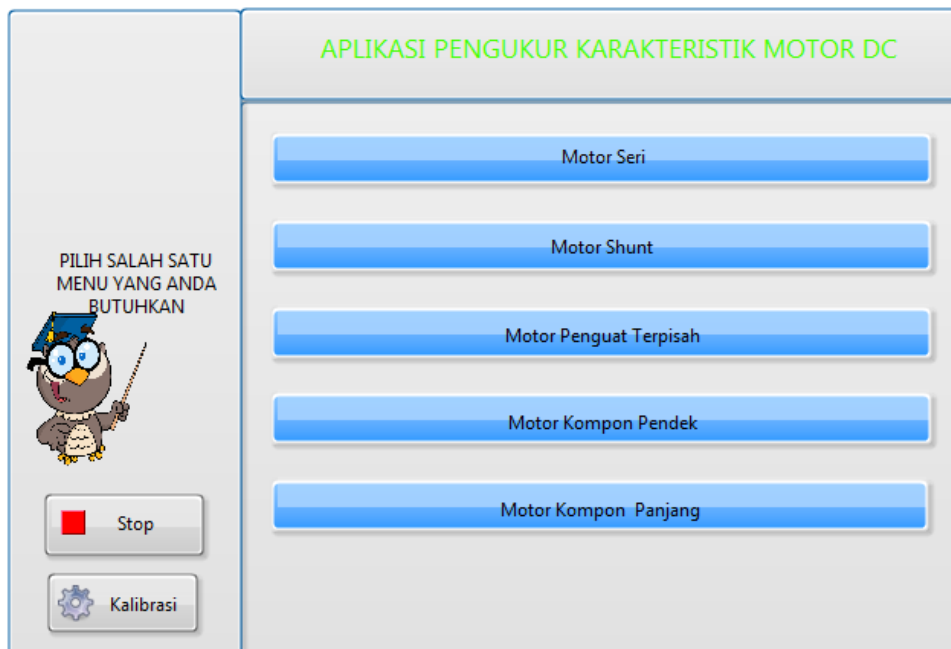 APLIKASI PENGUKUR KARAKTERISTIK MOTOR DC
PILIH SALAH SATU
MENU YANG ANDA
BUTUHKAN
Stop
Kalibrasi
Motor Seri
Motor Shunt
Motor Penguat Terpisah
Motor Kompon Pendek
Motor Kompon Panjang